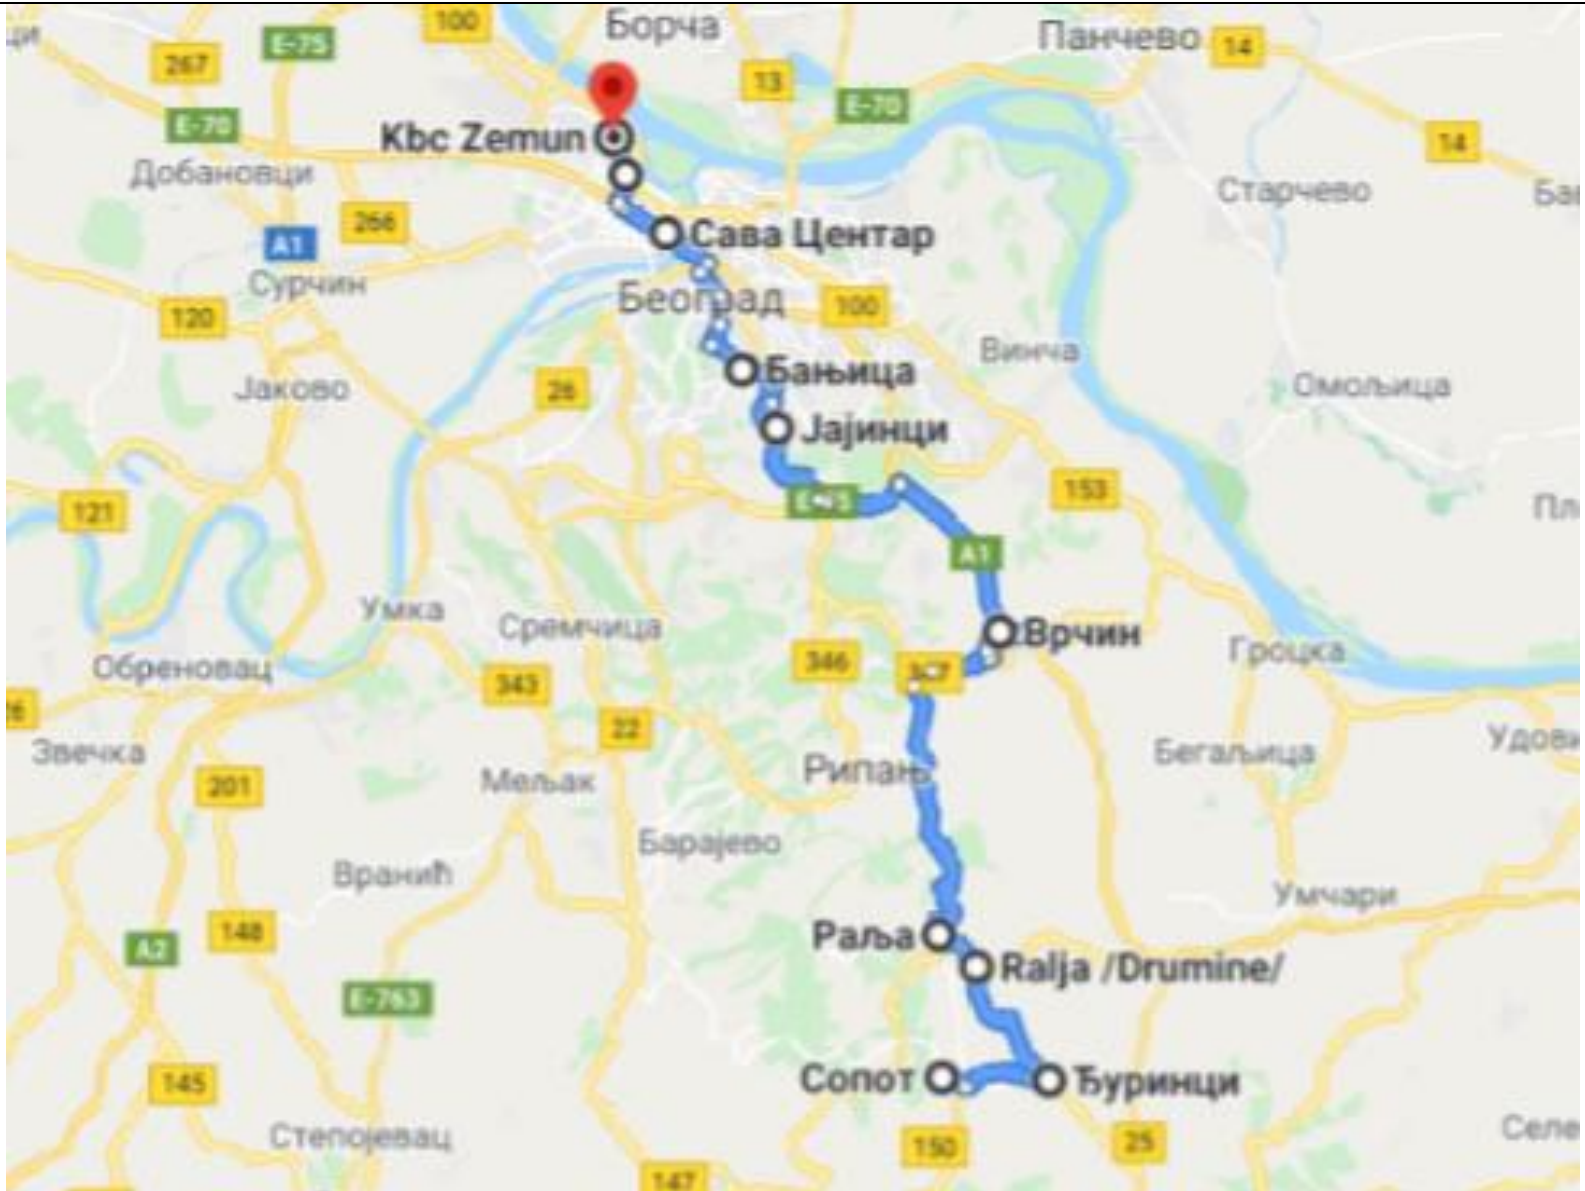 100
Борча
Панчево
14
E-75
267
13
E-70
E-70
Kbc Zemun
14
Добановци
Старчево
266
Сава Центар
A1
Сурчин
Београд
100
120
Винча
Бањица
Јаково
26
Омољица
Јајинци
153
121
A1
Умка
Сремчица
Врчин
Гроцка
Обреновац
346
343
22
Звечка
Бегаљица
Рипањ
201
Мељак
Барајево
Вранић
Умчари
148
Раља
A2
Ralja /Drumine/
E-763
Сопот
Ђуринци
145
Степојевац
150
25
147